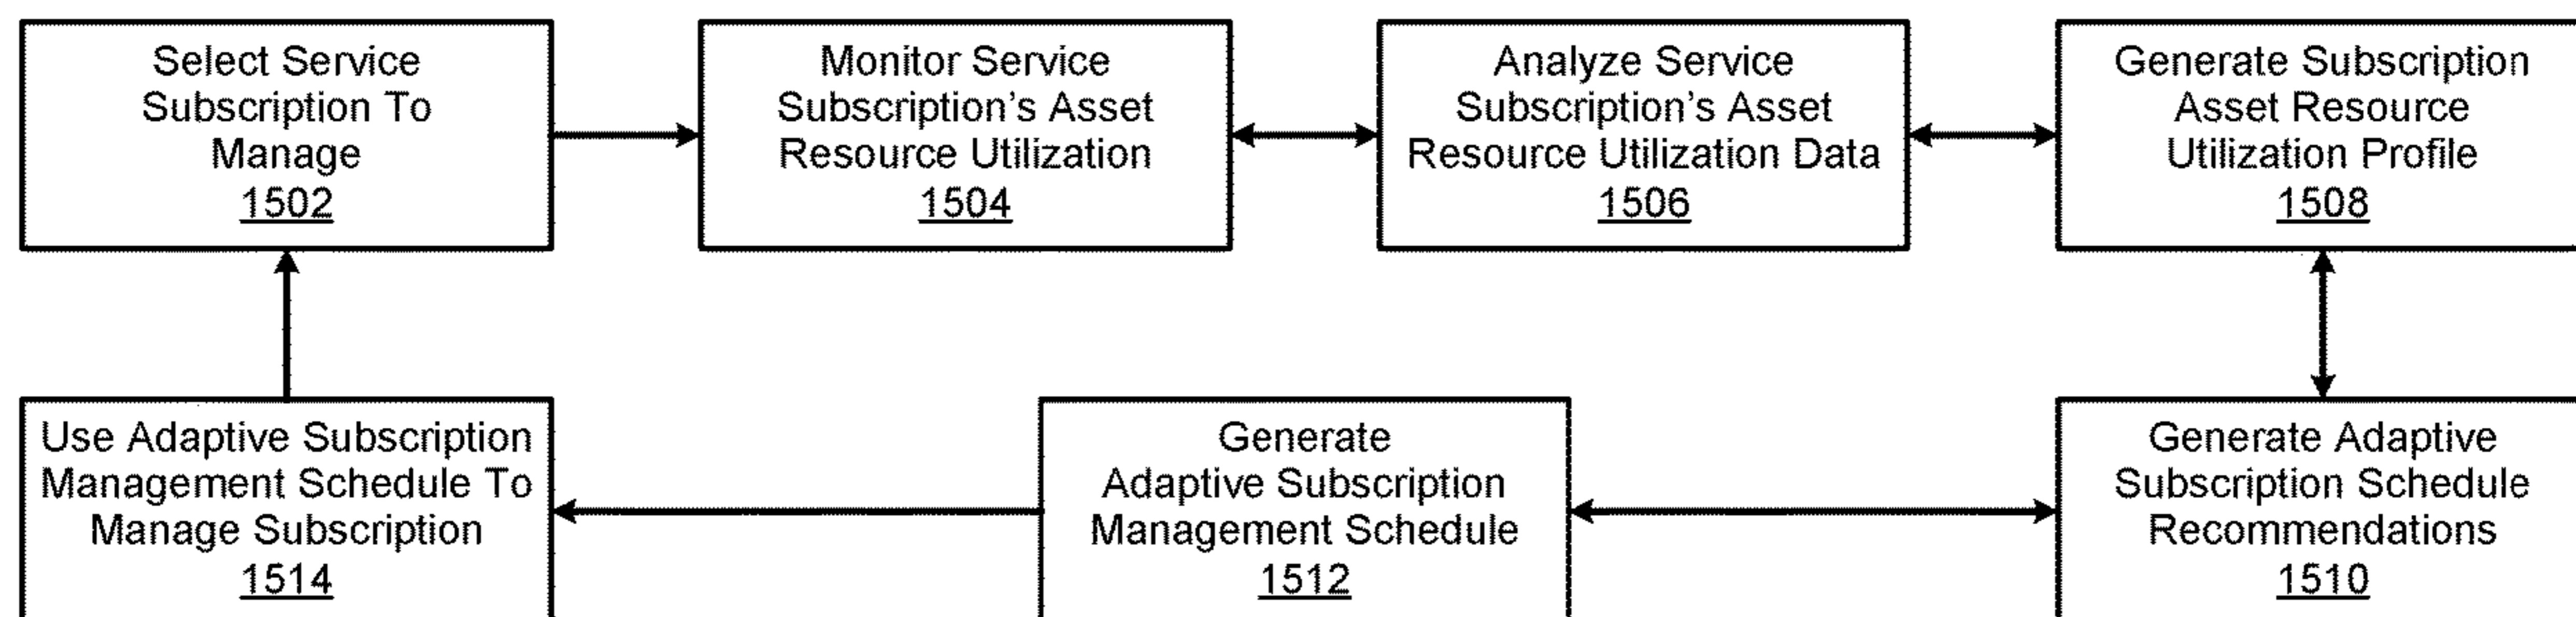 Select Service
Subscription To
Manage
1502
Monitor Service
Subscription's Asset
Resource Utilization
1504
Analyze Service
Subscription's Asset
Resource Utilization Data
1506
Generate Subscription
Asset Resource
Utilization Profile
1508
Use Adaptive Subscription
Management Schedule To
Manage Subscription
1514
Generate
Adaptive Subscription
Management Schedule
1512
Generate Adaptive
Subscription Schedule
Recommendations
1510